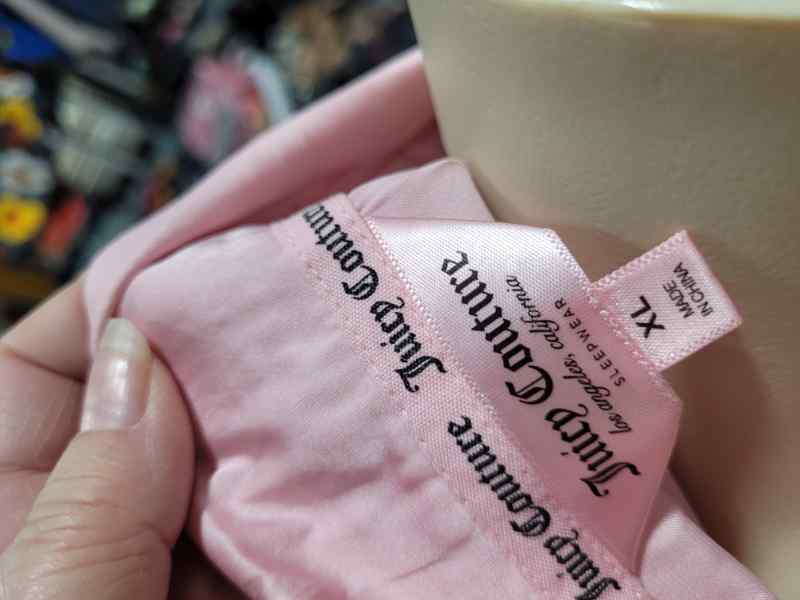 Juicy Couture
Juicy Couture
Juicy Couture
los angeles, california
SLEEPWEAR
XL
MADE
IN CHINA